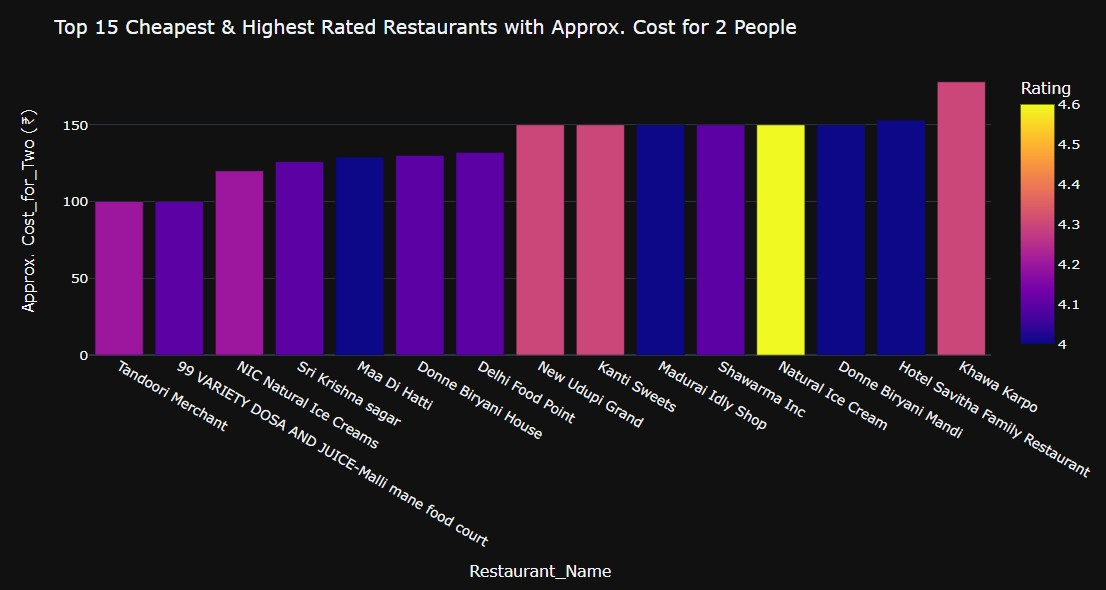 Top 15 Cheapest & Highest Rated Restaurants with Approx. Cost for 2 People
Approx. Cost_for_Two (₹)
150
100
50
0
Tandoori Merchant
99 VARIETY DOSA AND JUICE-Malli mane food court
NIC Natural Ice Creams
Sri Krishna sagar
Maa Di Hatti
Donne Biryani House
Delhi Food Point
New Udupi Grand
Kanti Sweets
Madurai Idly Shop
Shawarma Inc
Natural Ice Cream
Donne Biryani Mandi
Hotel Savitha Family Restaurant
Khawa Karpo
Restaurant_Name
Rating
4.6
4.5
4.4
4.3
4.2
4.1
4